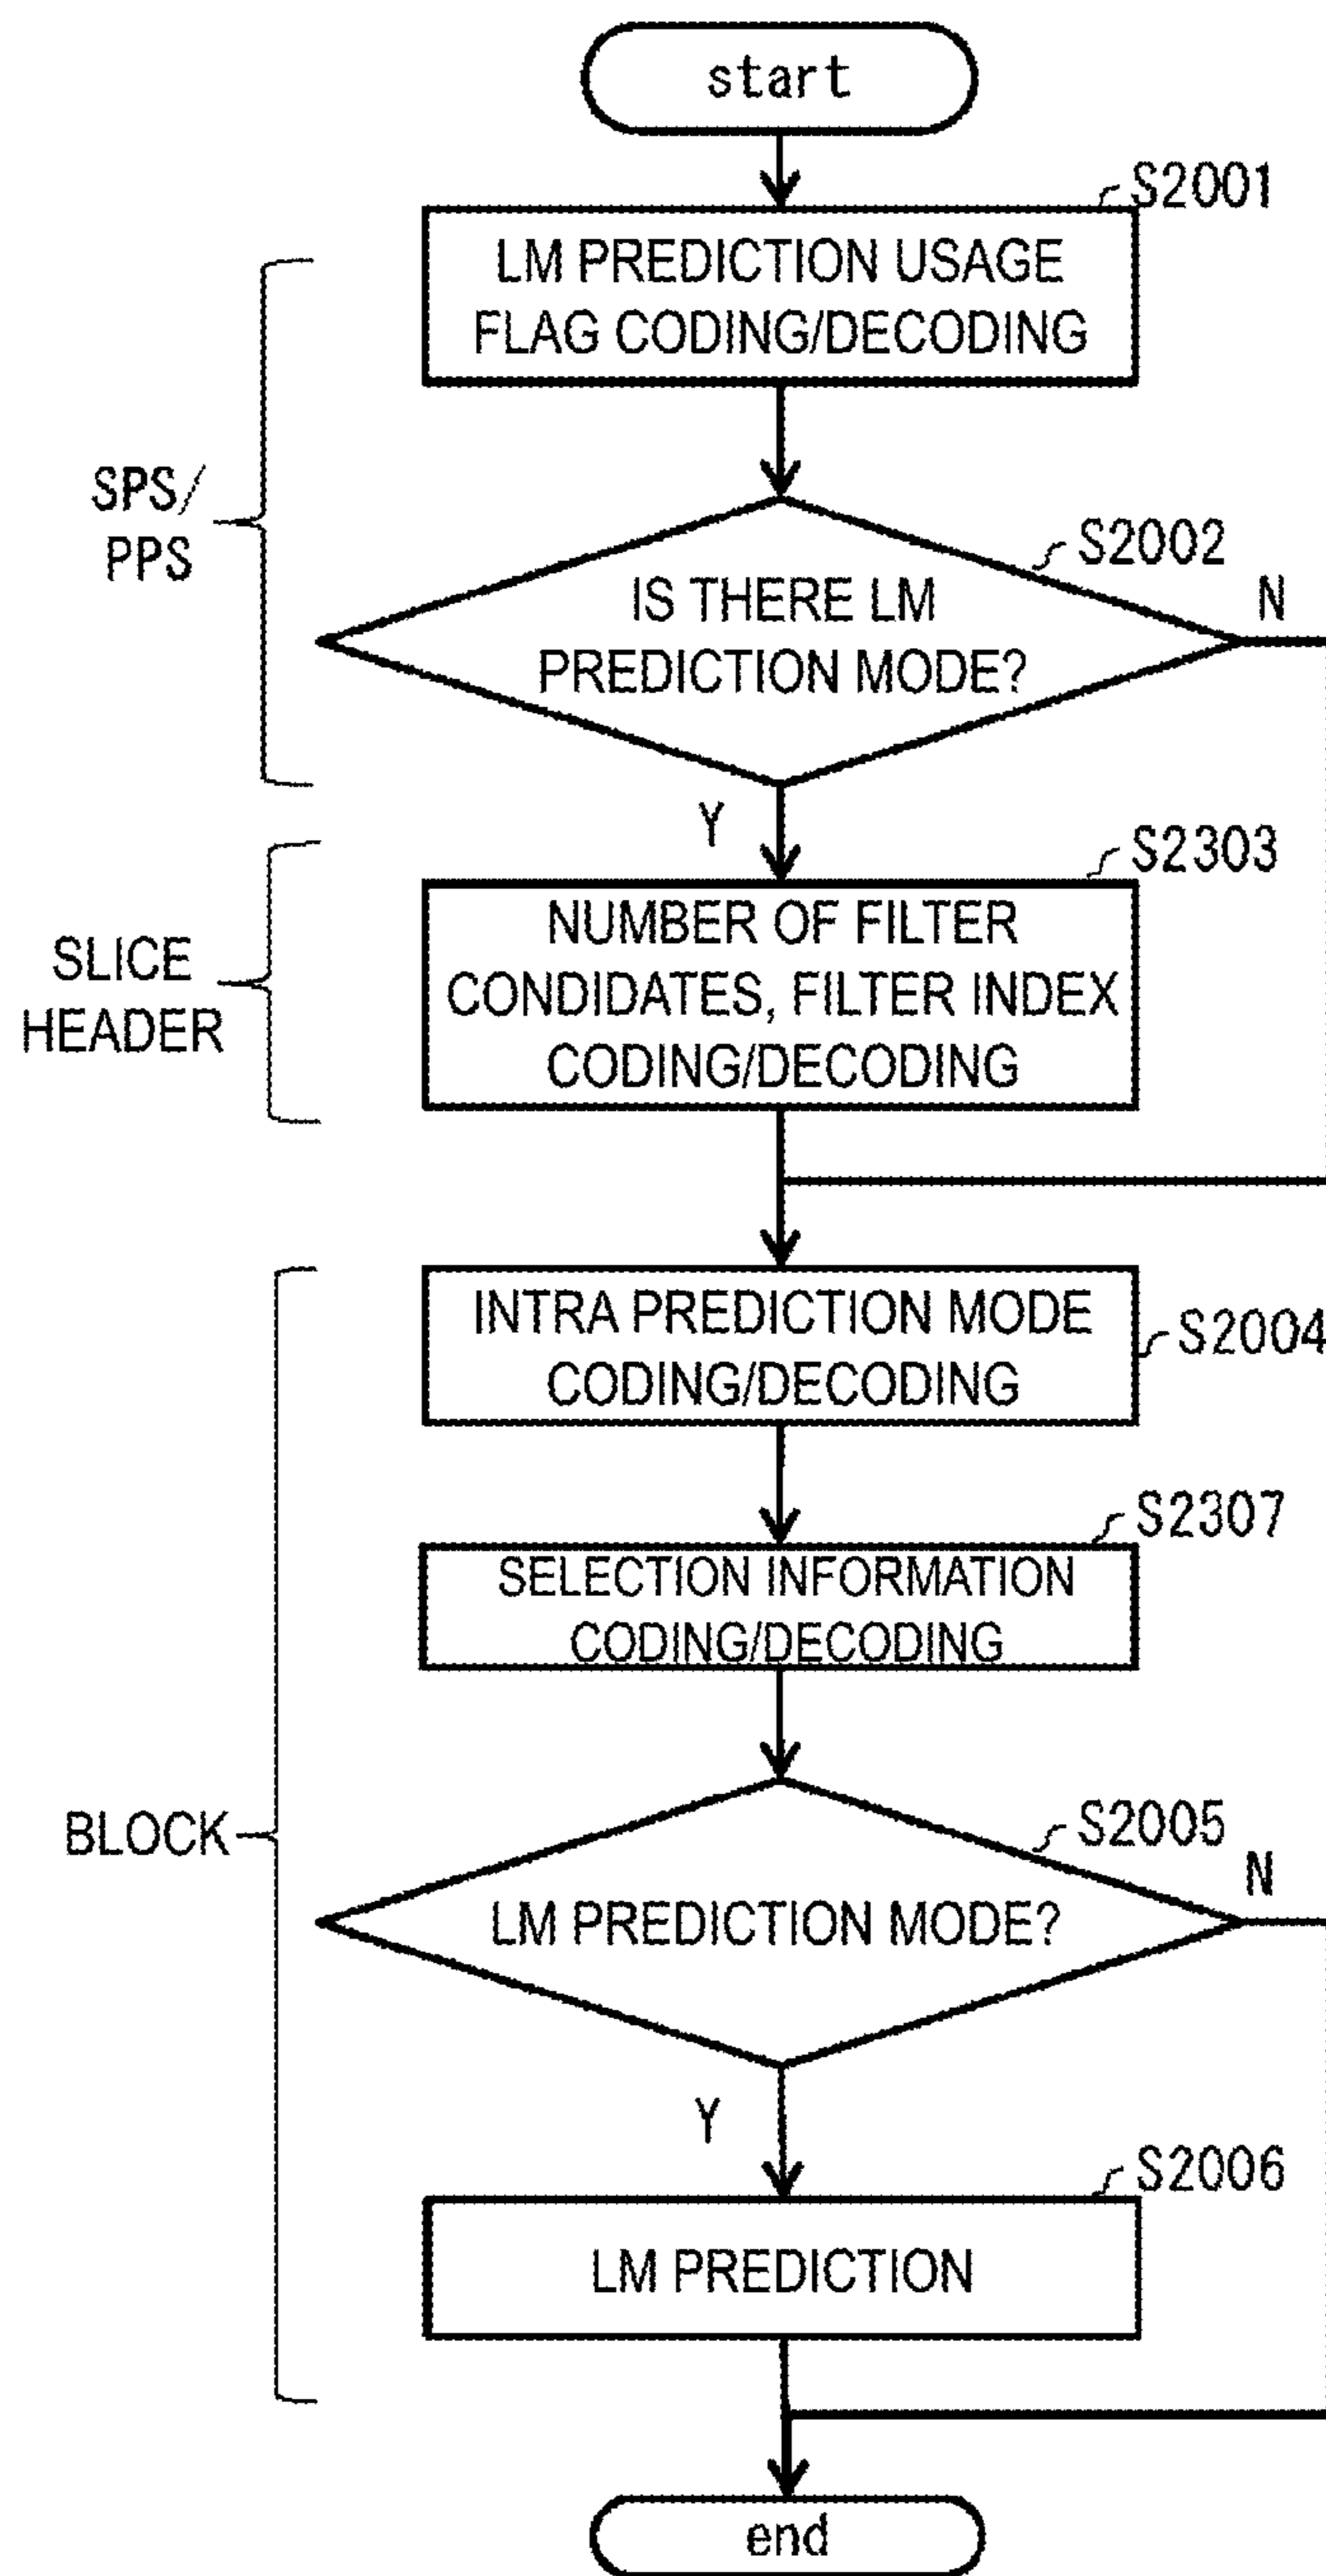 start
S2001
LM PREDICTION USAGE
FLAG CODING/DECODING
SPS/
PPS
S2002
N
IS THERE LM
PREDICTION MODE?
Y
S2303
NUMBER OF FILTER
CONDIDATES, FILTER INDEX
CODING/DECODING
SLICE
HEADER
INTRA PREDICTION MODE
CODING/DECODING
S2004
S2307
SELECTION INFORMATION
CODING/DECODING
BLOCK
S2005
N
LM PREDICTION MODE?
Y
S2006
LM PREDICTION
end